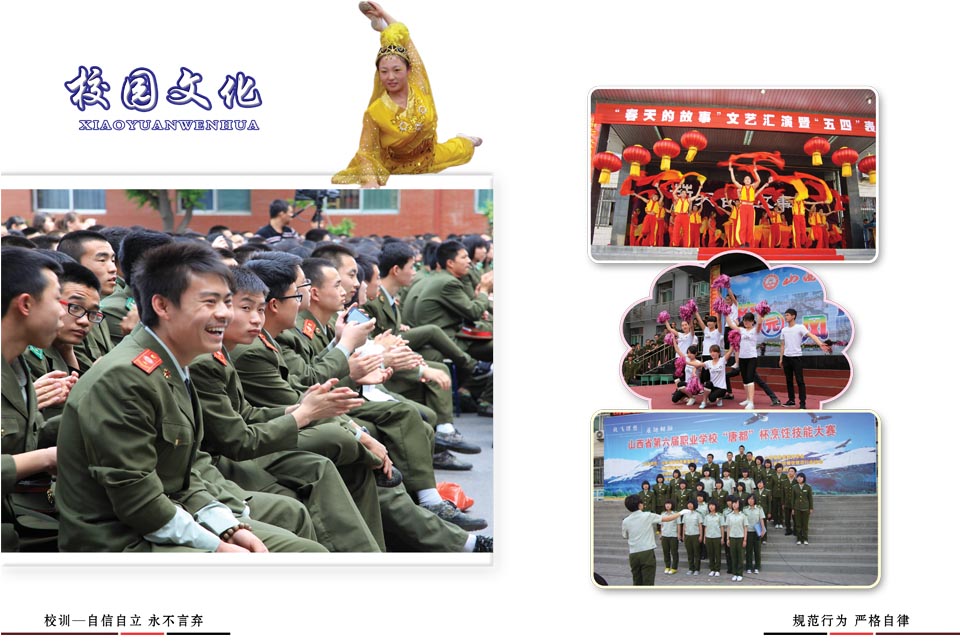 校园文化
XIAOYUANWENHUA
“春天的故事”文艺汇演暨“五四”表
山西省第六届职业学校“唐都”杯烹饪技能大赛
校训—自信自立 永不言弃
规范行为 严格自律